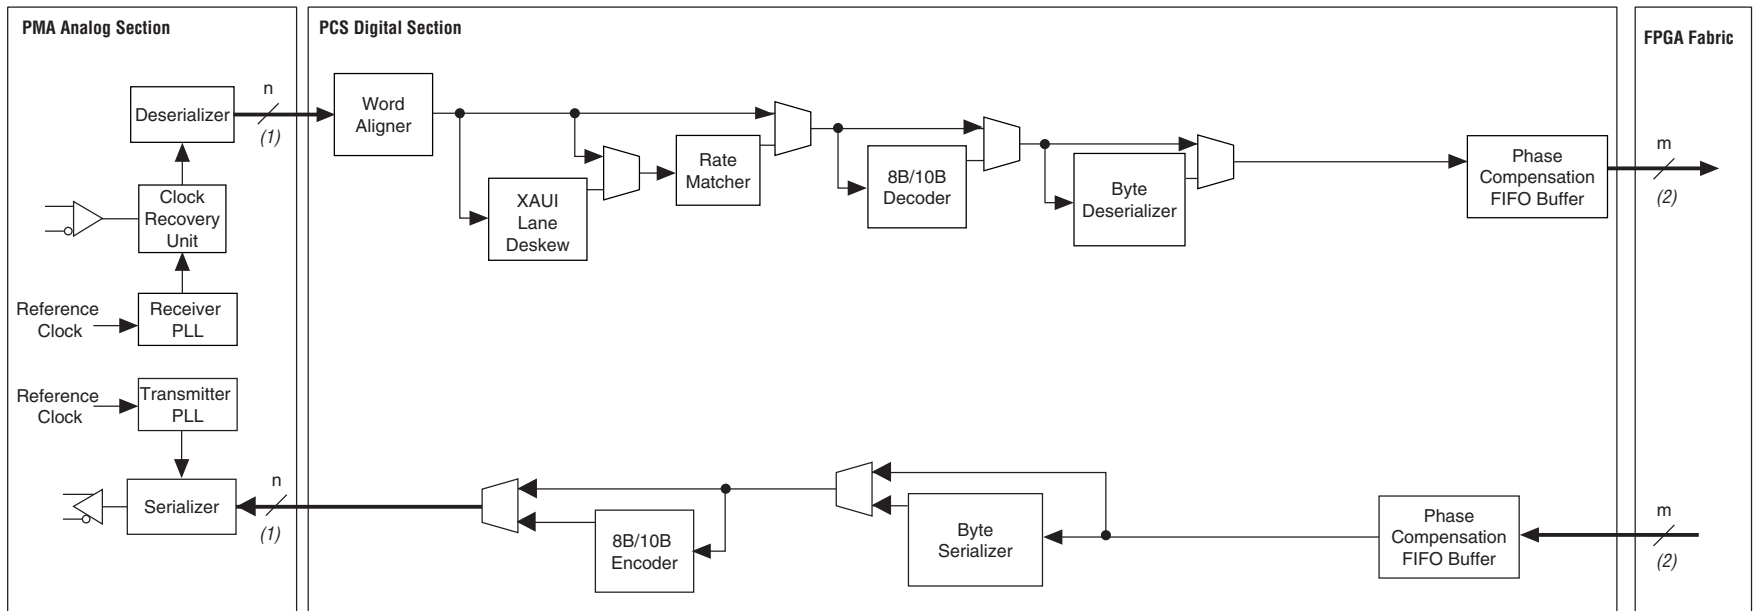 PMA Analog Section
PCS Digital Section
FPGA Fabric
Deserializer
n
(1)
Word
Aligner
XAUI
Lane
Deskew
Rate
Matcher
8B/10B
Decoder
Byte
Deserializer
Phase
Compensation
FIFO Buffer
m
(2)
Clock
Recovery
Unit
Reference
Clock
Receiver
PLL
Reference
Clock
Transmitter
PLL
Serializer
n
(1)
8B/10B
Encoder
Byte
Serializer
Phase
Compensation
FIFO Buffer
m
(2)